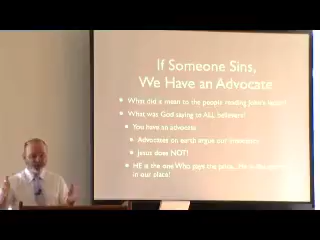 If Someone Sins,
We Have an Advocate
What did it mean to the people reading John's
What was God saying to ALL believers?
You have an advocate
Advocates on earth argue our
Jesus does NOT!
HE is the one Who pays the price
in our place!